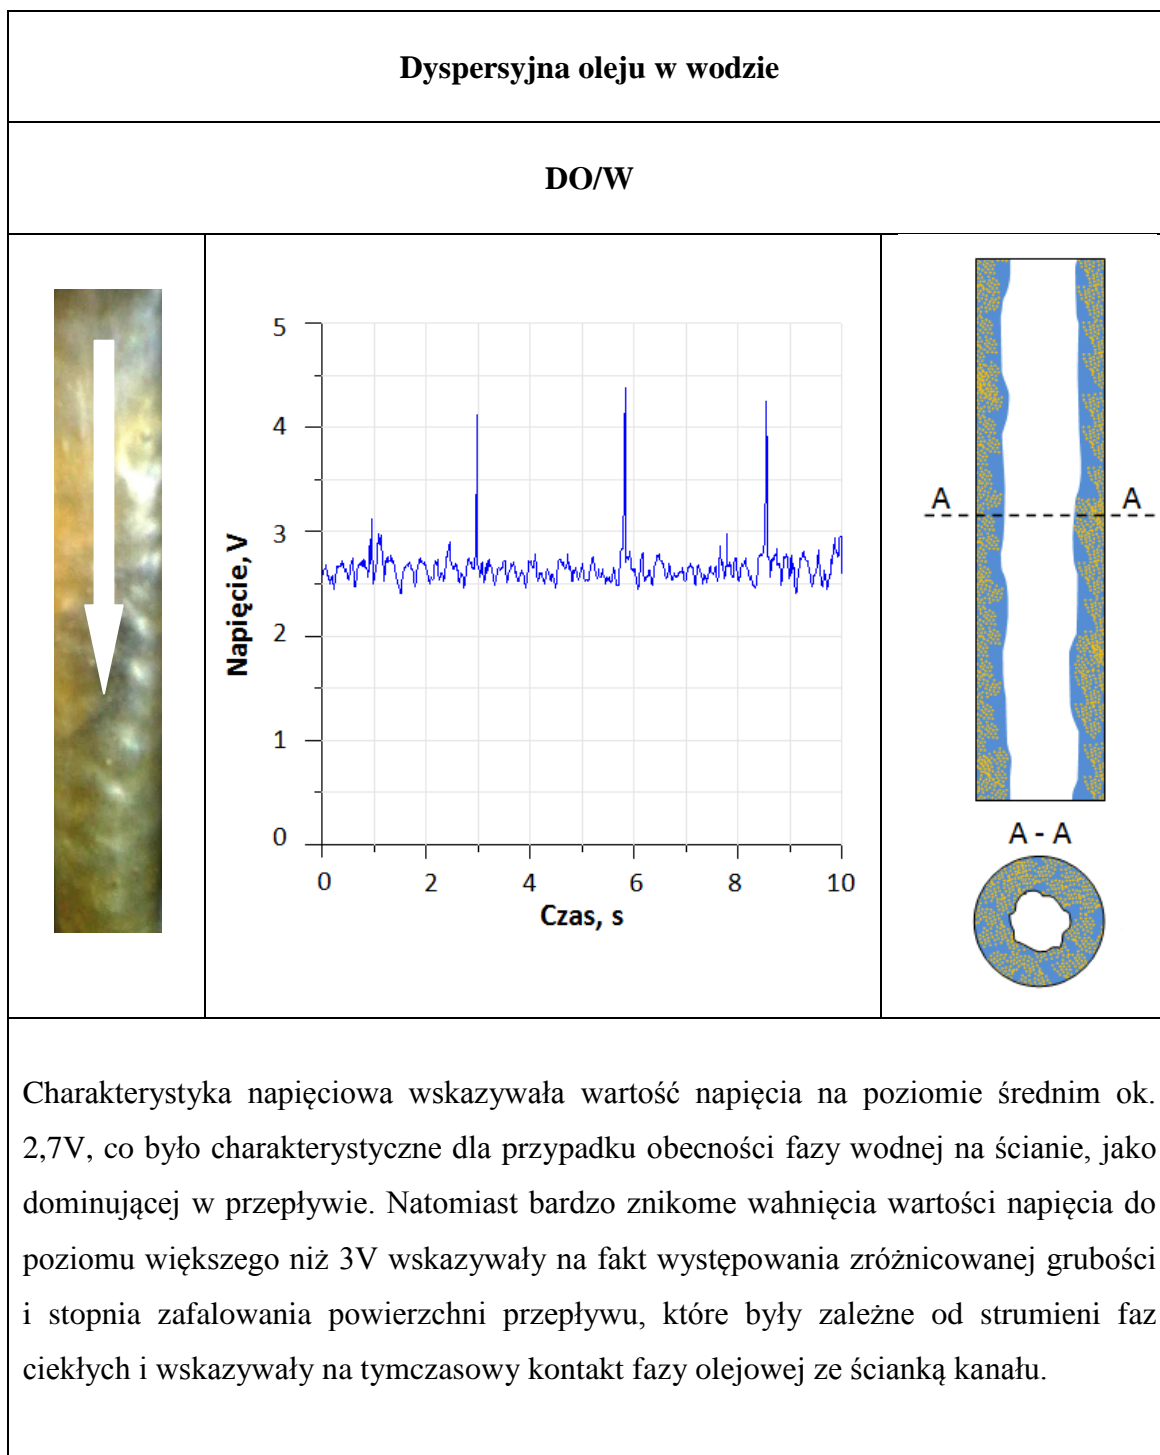 Dyspersyjna oleju w wodzie
DO/W
5
4
3
2
1
0
Napięcie, V
0 2 4 6 8 10
Czas, s
A A
A - A
Charakterystyka napięciowa wskazywała wartość napięcia na poziomie średnim ok.
2,7V, co było charakterystyczne dla przypadku obecności fazy wodnej na ścianie, jako
dominującej w przepływie. Natomiast bardzo znikome wahnięcia wartości napięcia do
poziomu większego niż 3V wskazywały na fakt występowania zróżnicowanej grubości
i stopnia zafalowania powierzchni przepływu, które były zależne od strumieni faz
ciekłych i wskazywały na tymczasowy kontakt fazy olejowej ze ścianką kanału.